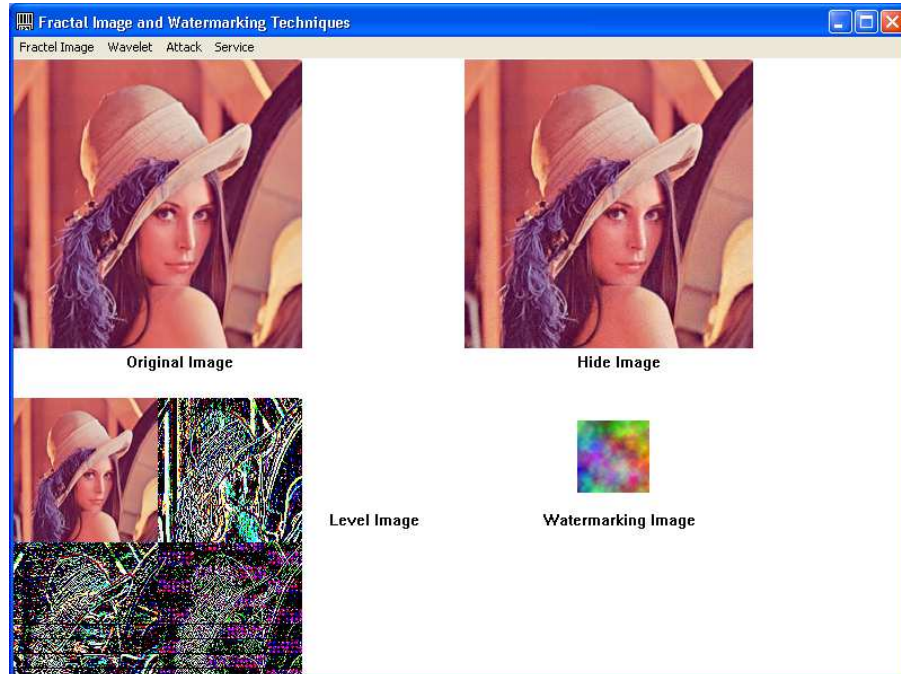 Fractal Image and Watermarking Techniques
Fractel Image Wavelet Attack Service
Original Image Hide Image
Level Image Watermarking Image